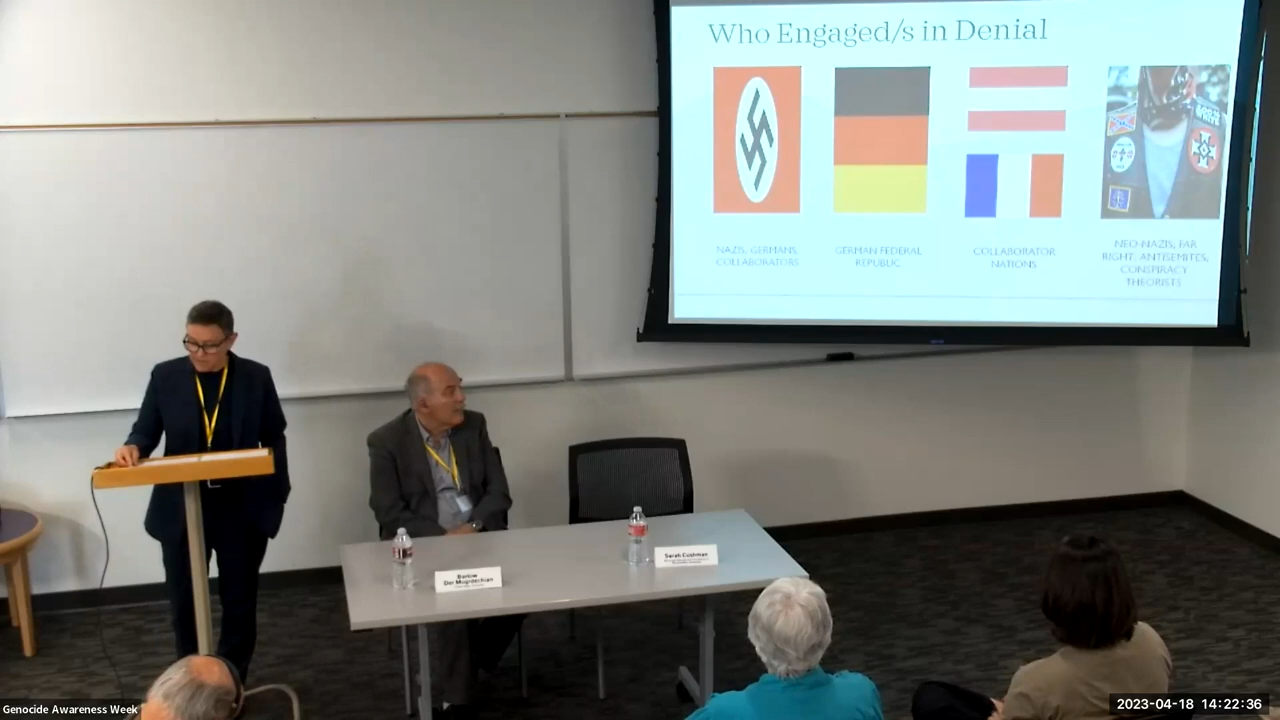 Who Engaged/s in Denial
NAZIS, GERMANS,
COLLABORATORS
GERMAN FEDERAL
REPUBLIC
COLLABORATOR
NATIONS
NEO-NAZIS, FAR
RIGHT, ANTISEMITES,
CONSPIRACY
THEORISTS
Barlow
Der Mugrdechian
Sarah Cushman
Genocide Awareness Week
2023-04-18 14:22:36